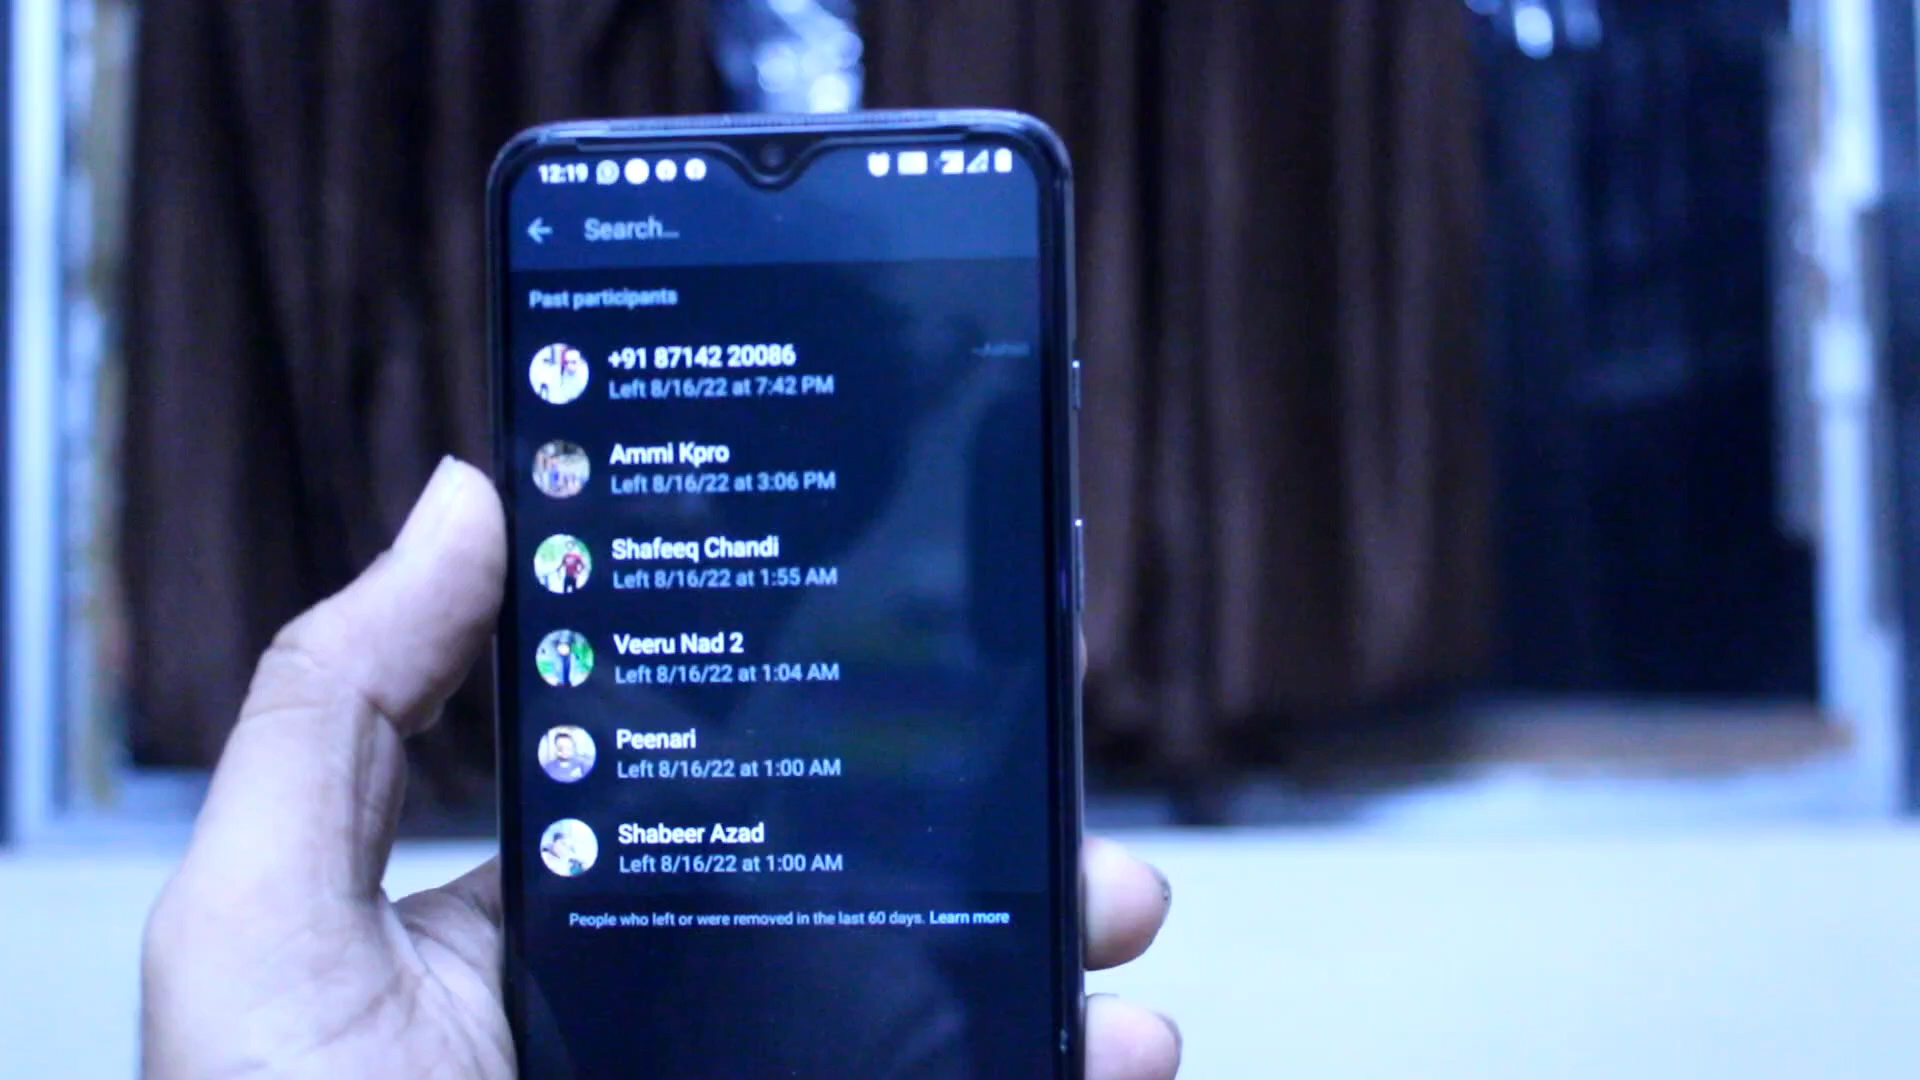 12:19
Search...
Past participants
+91 87142 20086
Left 8/16/22 at 7:42 PM
Ammi Kpro
Left 8/16/22 at 3:06 PM
Shafeeq Chandi
Left 8/16/22 at 1:55 AM
Veeru Nad 2
Left 8/16/22 at 1:04 AM
Peenari
Left 8/16/22 at 1:00 AM
Shabeer Azad
Left 8/16/22 at 1:00 AM
People who left or were removed in the last 60 days. Learn more